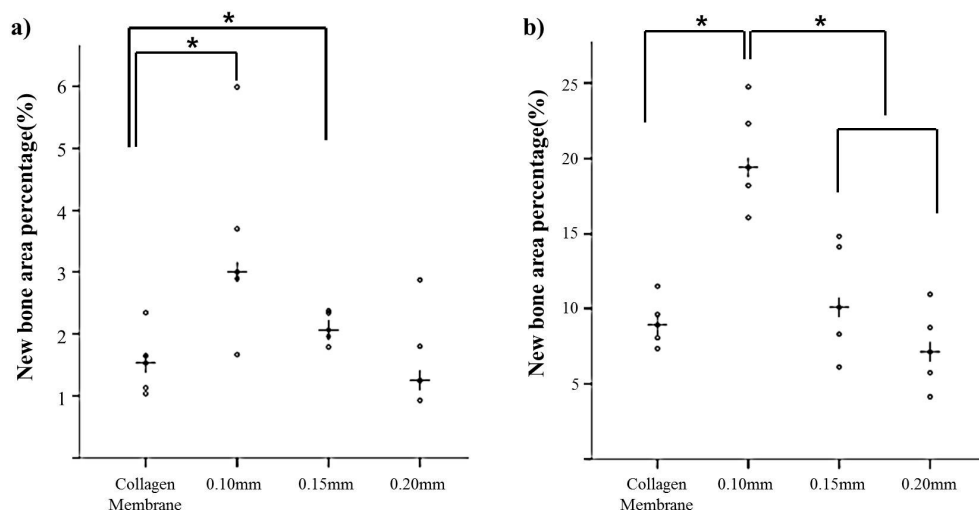 a)
*
*
New bone area percentage(%)
6
5
4
3
2
1
Collagen
Membrane
0.10mm
0.15mm
0.20mm
b)
*
*
New bone area percentage(%)
25
20
15
10
5
Collagen
Membrane
0.10mm
0.15mm
0.20mm